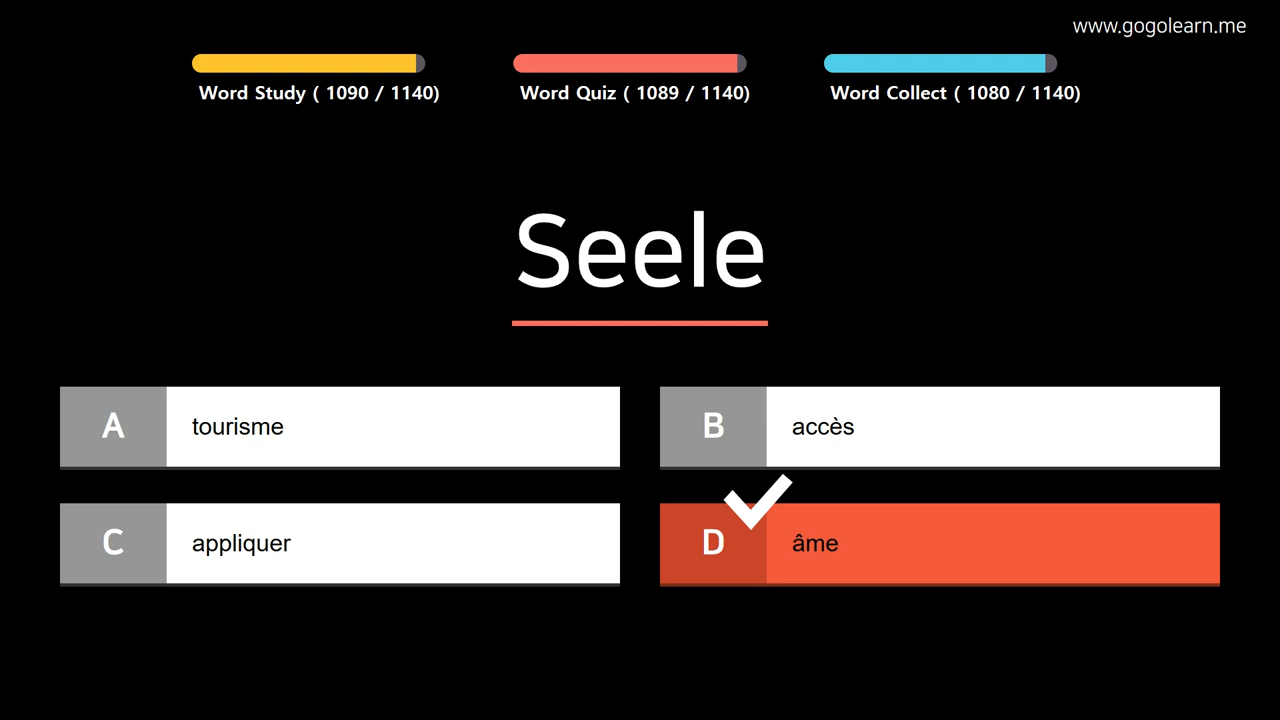 www.gogolearn.me
Word Study ( 1090 / 1140)
Word Quiz ( 1089 / 1140)
Word Collect ( 1080 / 1140)
Seele
A tourisme
B accès
C appliquer
D âme